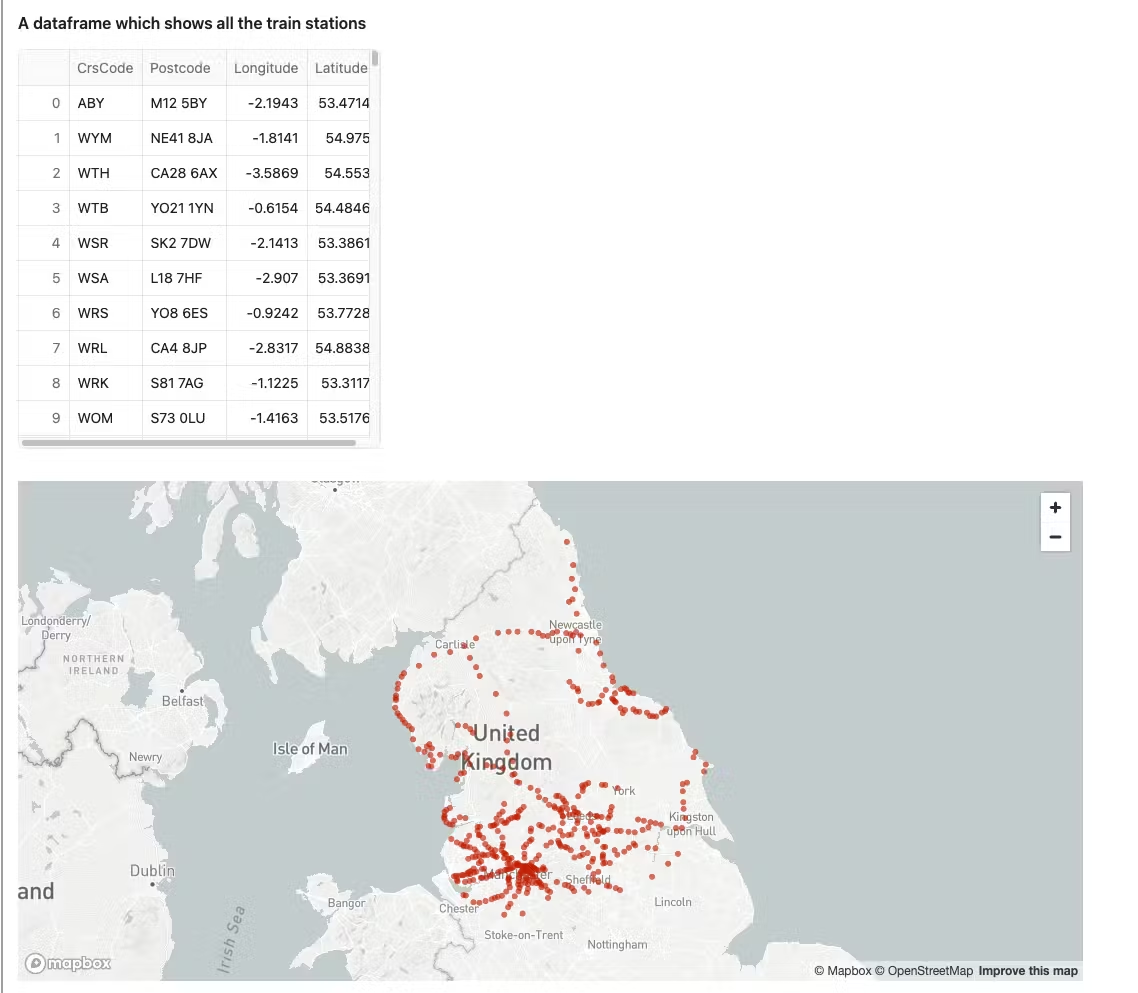 A dataframe which shows all the train stations
CrsCode Postcode Longitude Latitude
0 ABY M12 5BY -2.1943 53.4714
1 WYM NE41 8JA -1.8141 54.975
2 WTH CA28 6AX -3.5869 54.553
3 WTB YO21 1YN -0.6154 54.4846
4 WSR SK2 7DW -2.1413 53.3861
5 WSA L18 7HF -2.907 53.3691
6 WRS YO8 6ES -0.9242 53.7728
7 WRL CA4 8JP -2.8317 54.8838
8 WRK S81 7AG -1.1225 53.3117
9 WOM S73 0LU -1.4163 53.5176
+
−
Londonderry/
Derry
Newcastle
upon Tyne
Carlisle
NORTHERN
IRELAND
Belfast
United
Kingdom
Isle of Man
Newry
York
Leeds
Kingston
upon Hull
Dublin
Manchester
Sheffield
and
Bangor
Chester
Lincoln
Irish Sea
Stoke-on-Trent
Nottingham
mapbox
© Mapbox © OpenStreetMap Improve this map